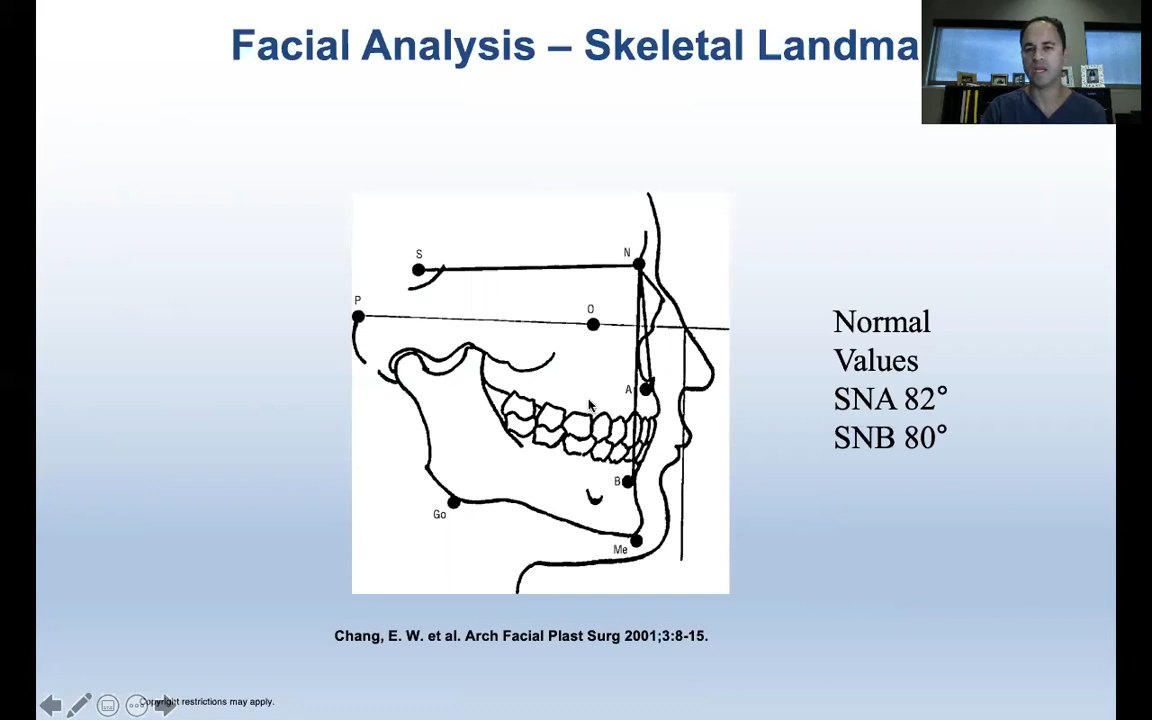 Facial Analysis – Skeletal Landma
S
N
P
O
A
B
Go
Me
Normal
Values
SNA 82°
SNB 80°
Chang, E. W. et al. Arch Facial Plast Surg 2001;3:8-15.
Copyright restrictions may apply.